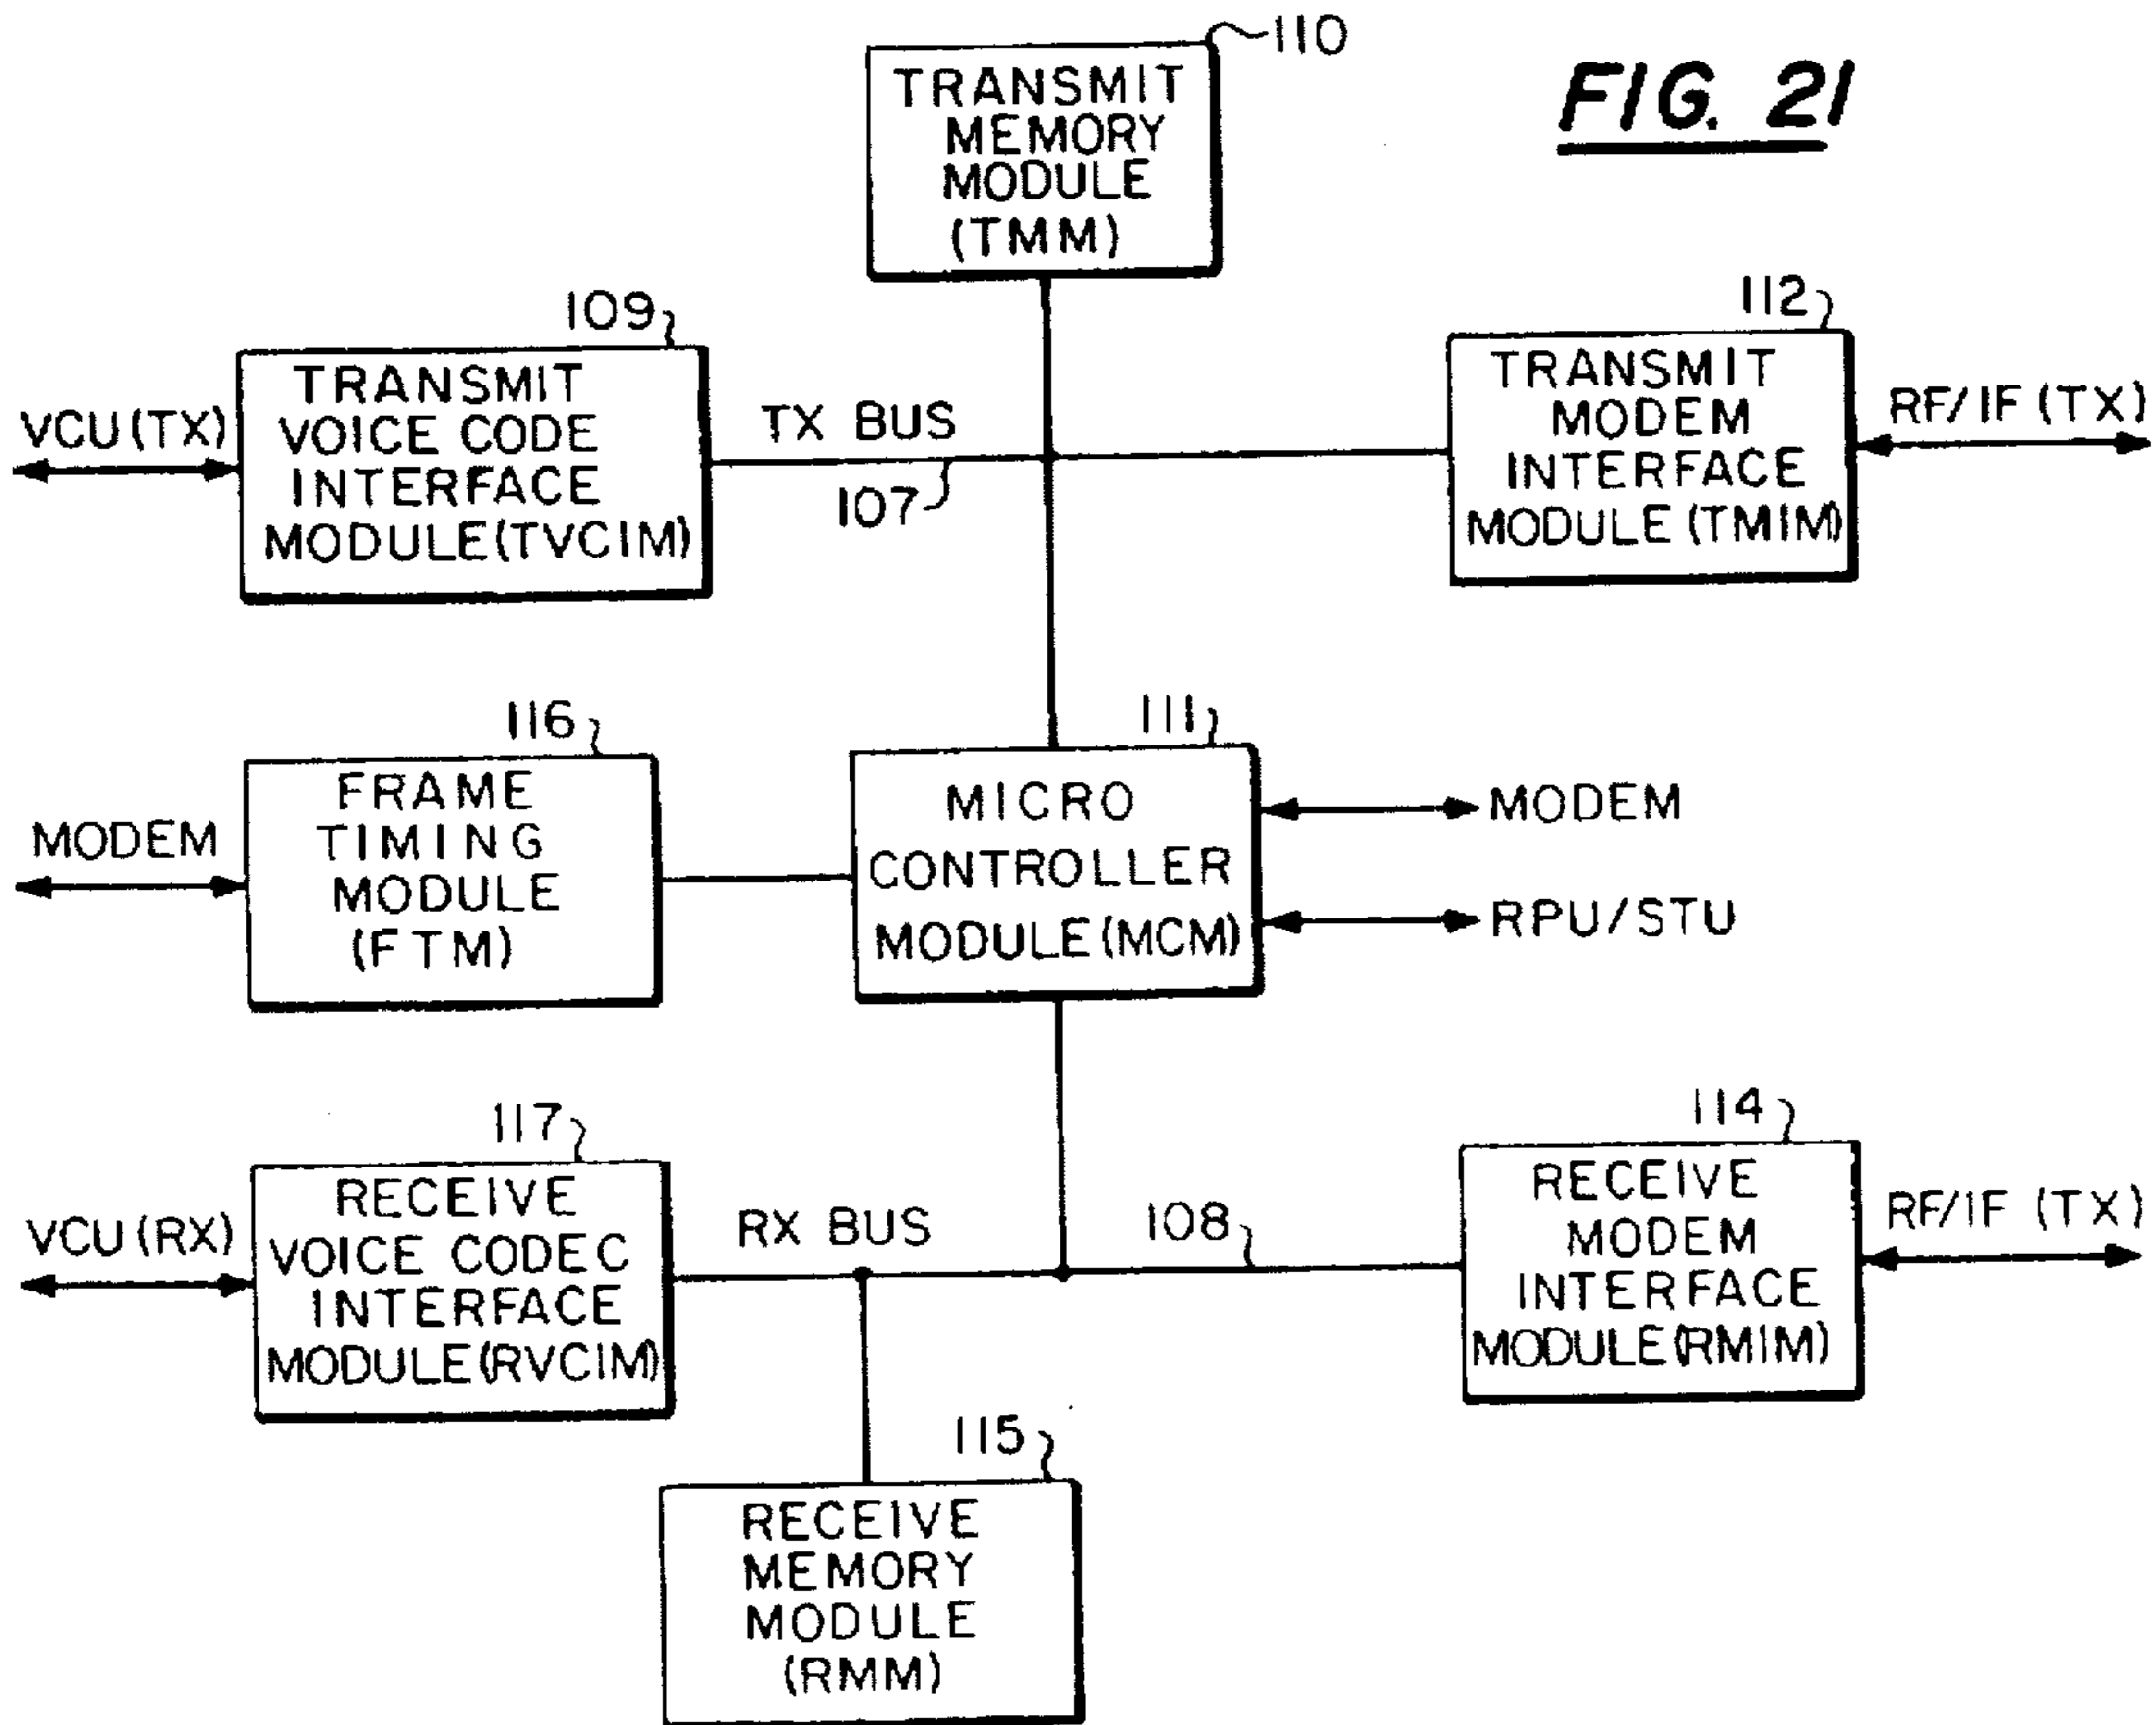 110
FIG. 21
TRANSMIT
MEMORY
MODULE
(TMM)
109
112
VCU (TX)
TRANSMIT
VOICE CODE
INTERFACE
MODULE (TVCIM)
TX BUS
107
TRANSMIT
MODEM
INTERFACE
MODULE (TMIM)
RF/IF (TX)
116
111
MODEM
FRAME
TIMING
MODULE
(FTM)
MICRO
CONTROLLER
MODULE (MCM)
MODEM
RPU/STU
117
114
VCU (RX)
RECEIVE
VOICE CODEC
INTERFACE
MODULE (RVCIM)
RX BUS
108
RECEIVE
MODEM
INTERFACE
MODULE (RMIM)
RF/IF (TX)
115
RECEIVE
MEMORY
MODULE
(RMM)